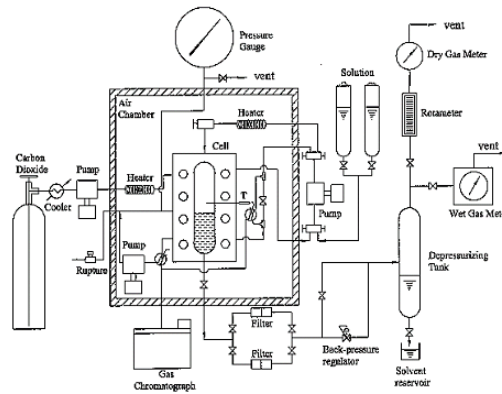 Pressure
Gauge
vent
vent
Dry Gas Meter
Air
Chamber
Heater
Solution
Rotameter
Carbon
Dioxide
Pump
Heater
Cell
T
vent
Cooler
Pump
Wet Gas Met
Pump
Rupture
Depressurizing
Tank
Filter
Filter
Back-pressure
regulator
Gas
Chromatograph
Solvent
reservoir